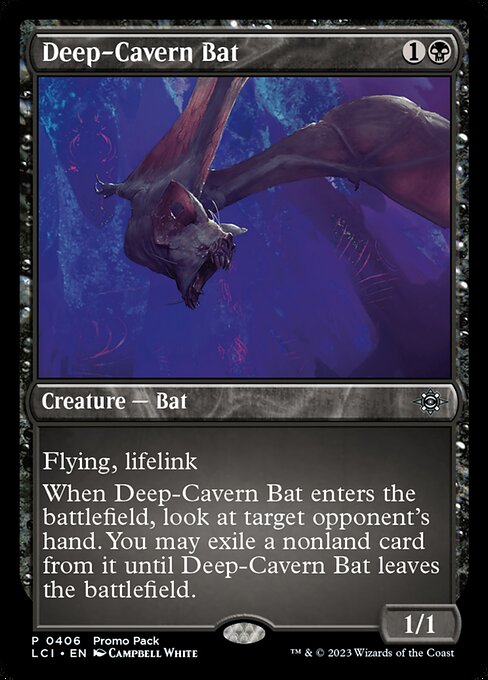 Deep-Cavern Bat 1
Creature — Bat
Flying, lifelink
When Deep-Cavern Bat enters the
battlefield, look at target opponent's
hand. You may exile a nonland card
from it until Deep-Cavern Bat leaves
the battlefield.
1/1
P 0406 Promo Pack
LCI • EN Campbell White
™ & © 2023 Wizards of the Coast